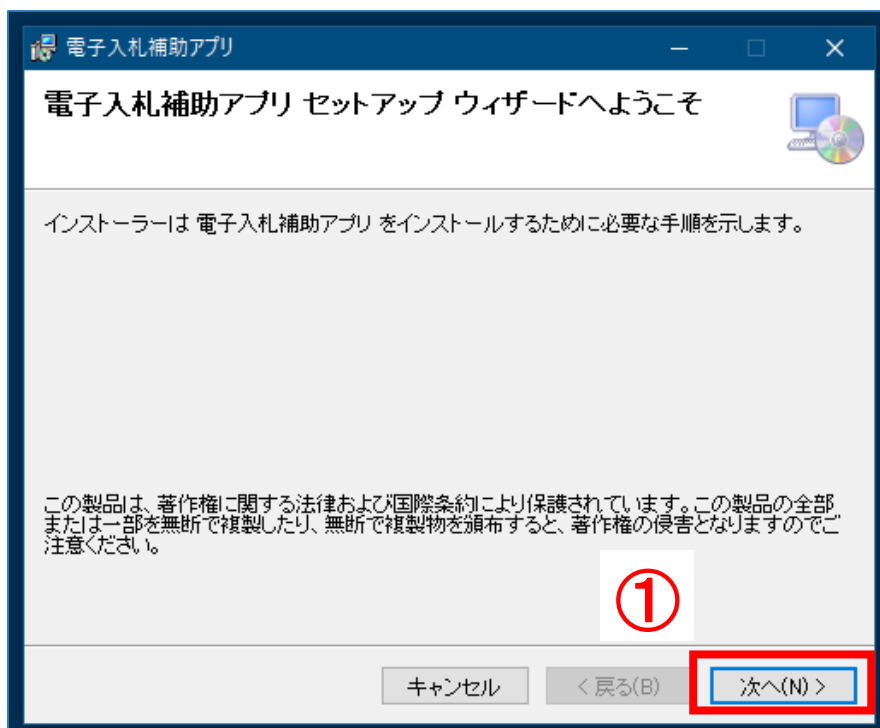 電子入札補助アプリ
電子入札補助アプリ セットアップ ウィザードへようこそ
インストーラーは 電子入札補助アプリ をインストールするために必要な手順を示します。
この製品は、著作権に関する法律および国際条約により保護されています。この製品の全部
または一部を無断で複製したり、無断で複製物を頒布すると、著作権の侵害となりますのでご
注意ください。
①
キャンセル
< 戻る(B)
次へ(N) >